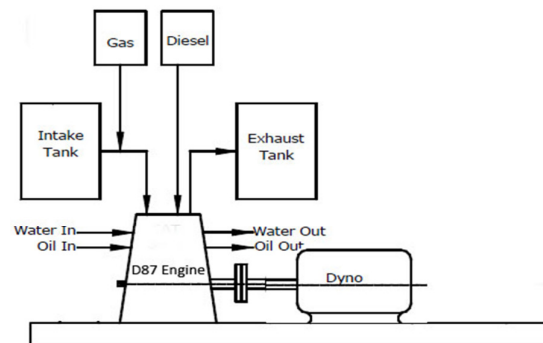 Gas
Diesel
Intake
Tank
Exhaust
Tank
Water In
Water Out
Oil In
Oil Out
D87 Engine
Dyno